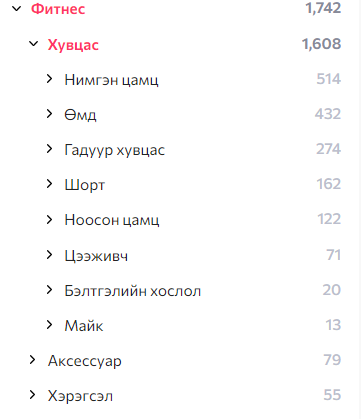 Фитнес 1,742
Хувцас 1,608
Нимгэн цамц 514
Өмд 432
Гадуур хувцас 274
Шорт 162
Ноосон цамц 122
Цээживч 71
Бэлтгэлийн хослол 20
Майк 13
Аксессуар 79
Хэрэгсэл 55